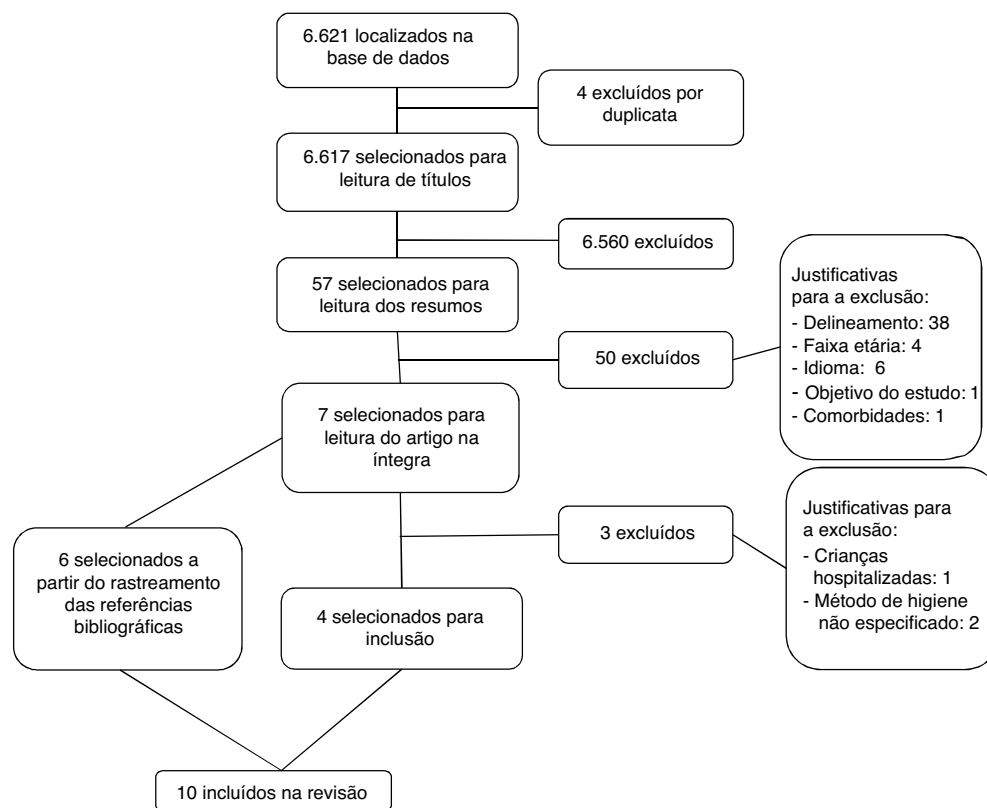 6.621 localizados na
base de dados
4 excluídos por
duplicata
6.617 selecionados para
leitura de títulos
6.560 excluídos
57 selecionados para
leitura dos resumos
50 excluídos
Justificativas
para a exclusão:
- Delineamento: 38
- Faixa etária: 4
- Idioma: 6
- Objetivo do estudo: 1
- Comorbidades: 1
7 selecionados para
leitura do artigo na
íntegra
3 excluídos
Justificativas para
a exclusão:
- Crianças
hospitalizadas: 1
- Método de higiene
não especificado: 2
6 selecionados a
partir do rastreamento
das referências
bibliográficas
4 selecionados para
inclusão
10 incluídos na revisão